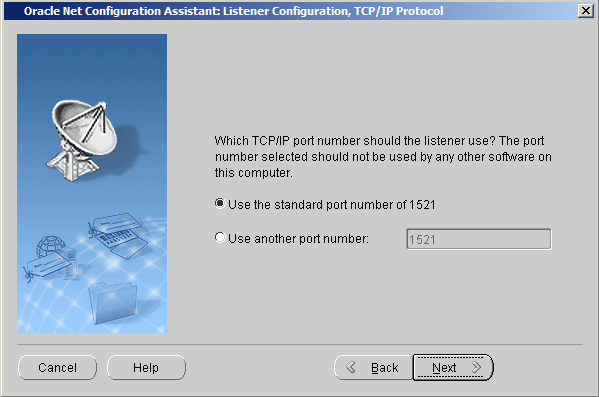 Oracle Net Configuration Assistant: Listener Configuration, TCP/IP Protocol
Which TCP/IP port number should the listener use? The port
number selected should not be used by any other software on
this computer.
Use the standard port number of 1521
Use another port number:
1521
Cancel
Help
Back
Next